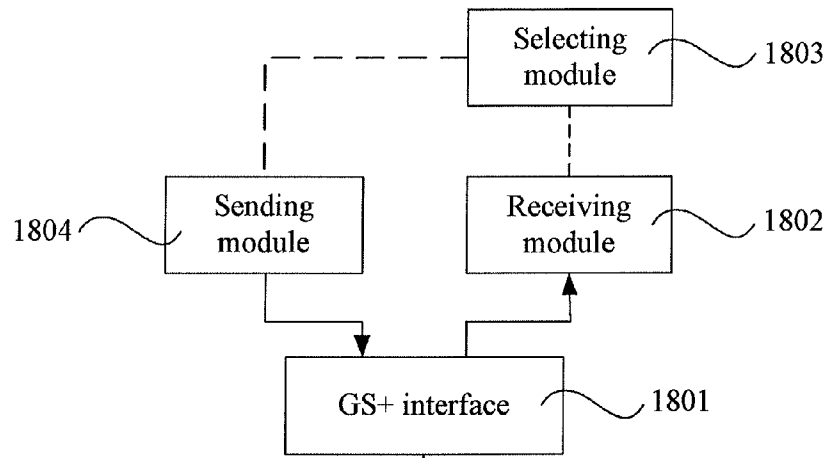 Selecting
module
1803
Sending
module
1804
Receiving
module
1802
GS+ interface
1801